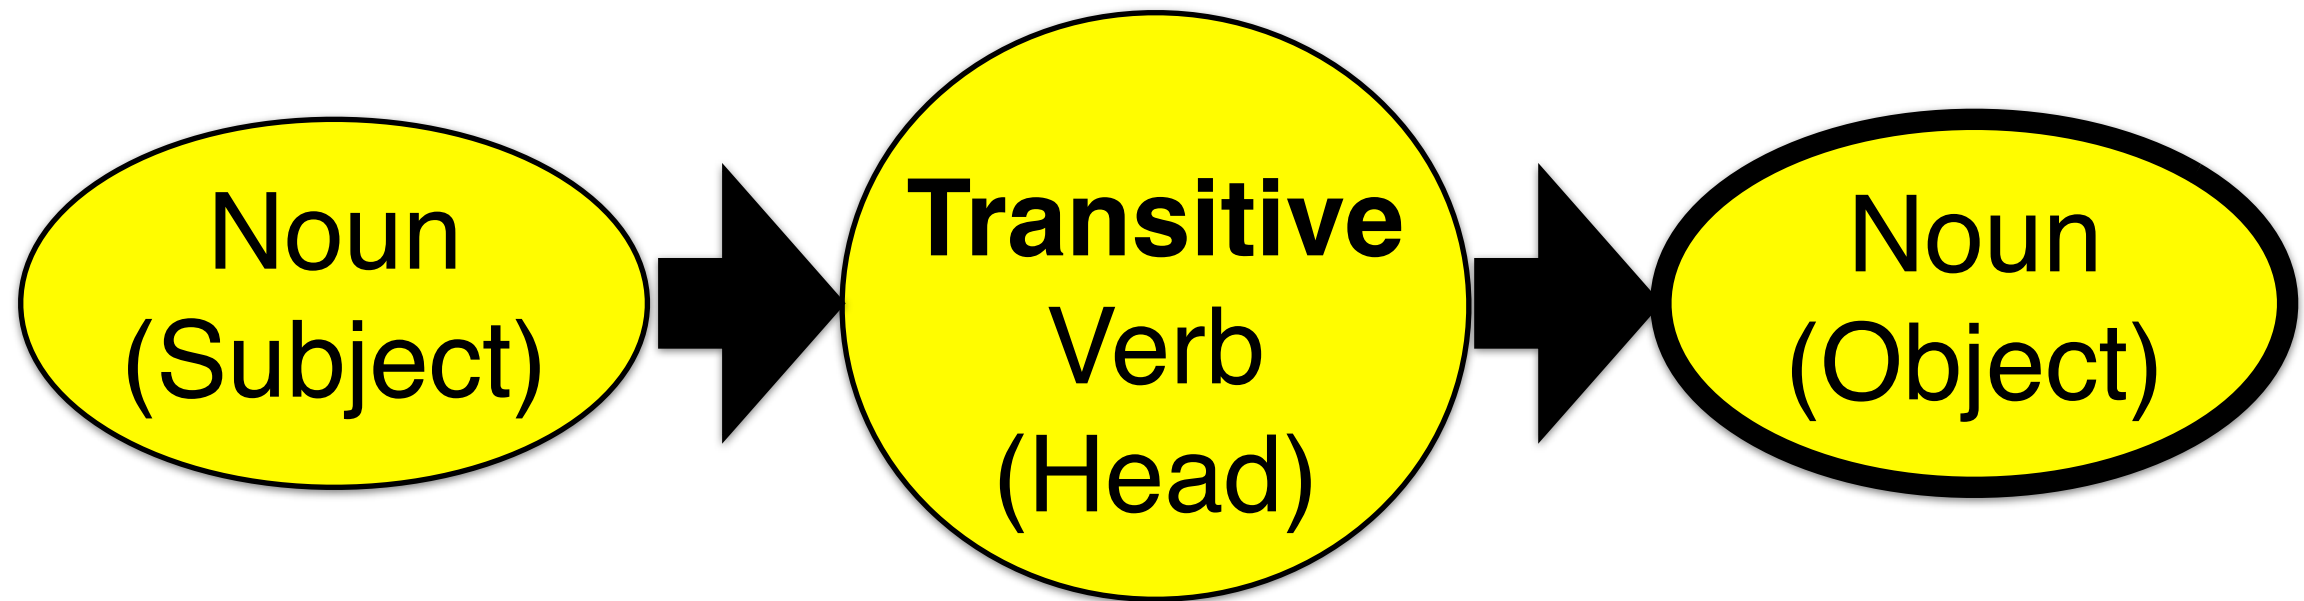 Noun
(Subject)
Transitive
Verb
(Head)
Noun
(Object)